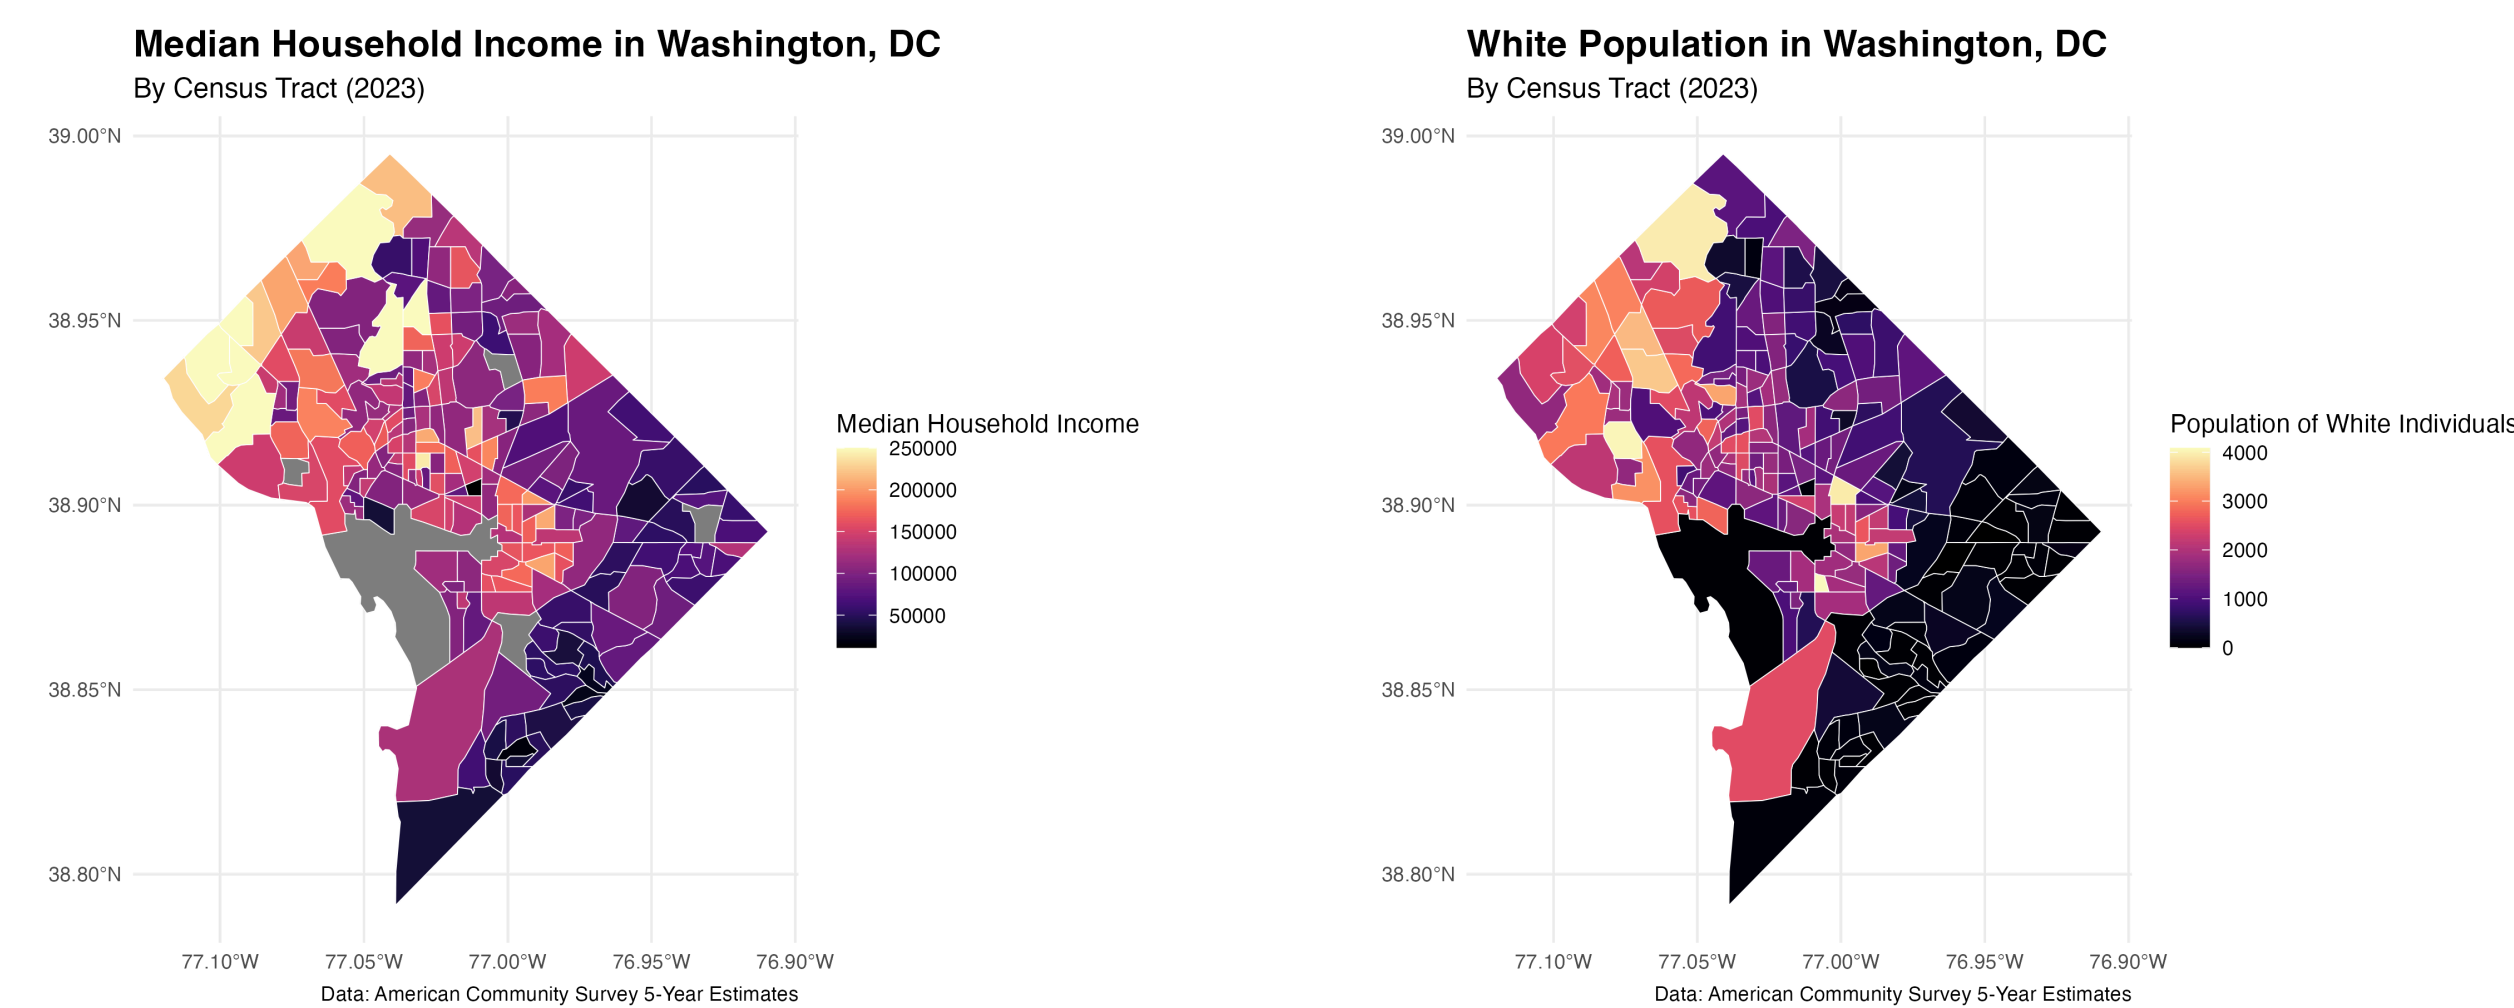 Median Household Income in Washington, DC
By Census Tract (2023)
39.00°N
38.95°N
38.90°N
38.85°N
38.80°N
77.10°W
77.05°W
77.00°W
76.95°W
76.90°W
Median Household Income
250000
200000
150000
100000
50000
Data: American Community Survey 5-Year Estimates
White Population in Washington, DC
By Census Tract (2023)
39.00°N
38.95°N
38.90°N
38.85°N
38.80°N
77.10°W
77.05°W
77.00°W
76.95°W
76.90°W
Population of White Individuals
4000
3000
2000
1000
0
Data: American Community Survey 5-Year Estimates